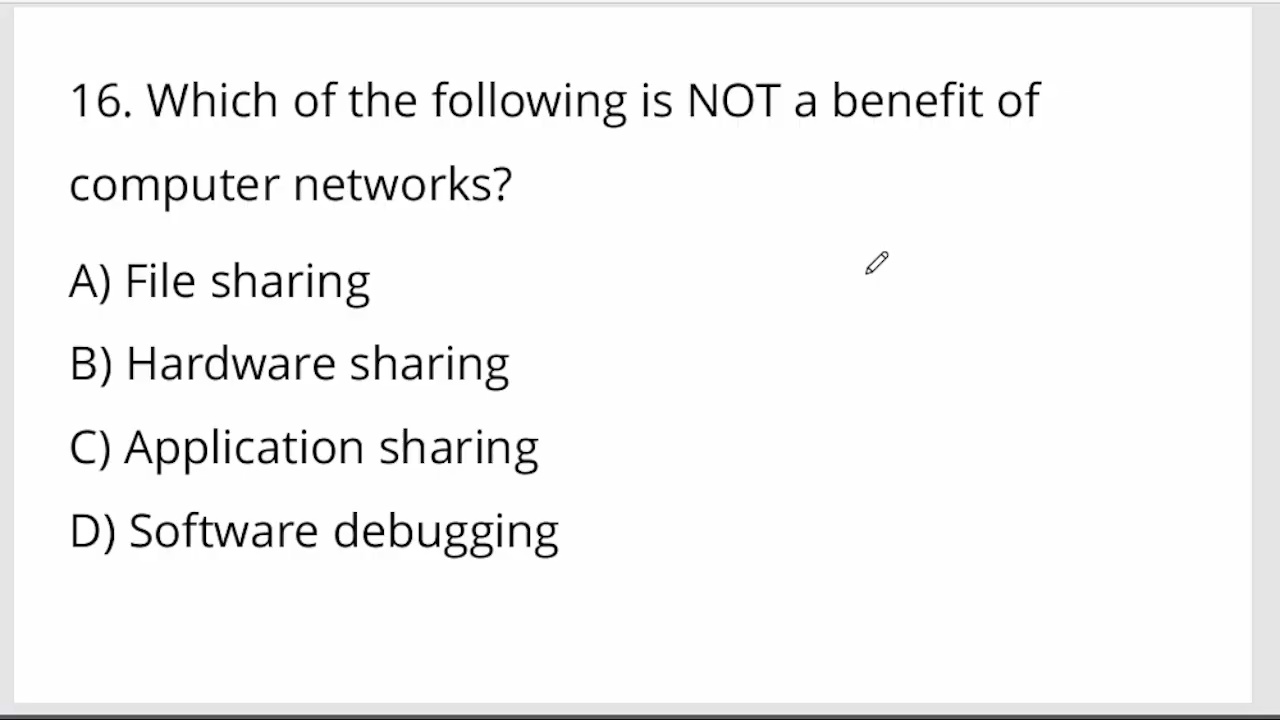 16. Which of the following is NOT a benefit of
computer networks?
A) File sharing
B) Hardware sharing
C) Application sharing
D) Software debugging